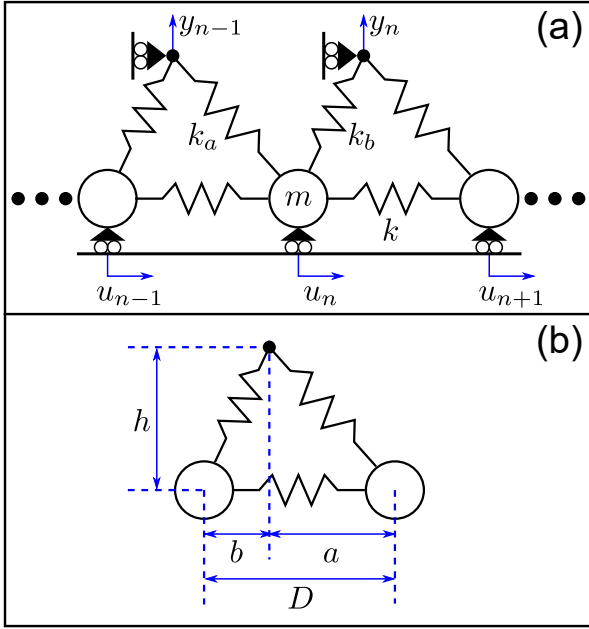 (a)
y_{n-1} y_n
k_a k_b
m
k
u_{n-1} u_n u_{n+1}
(b)
h
b a
D